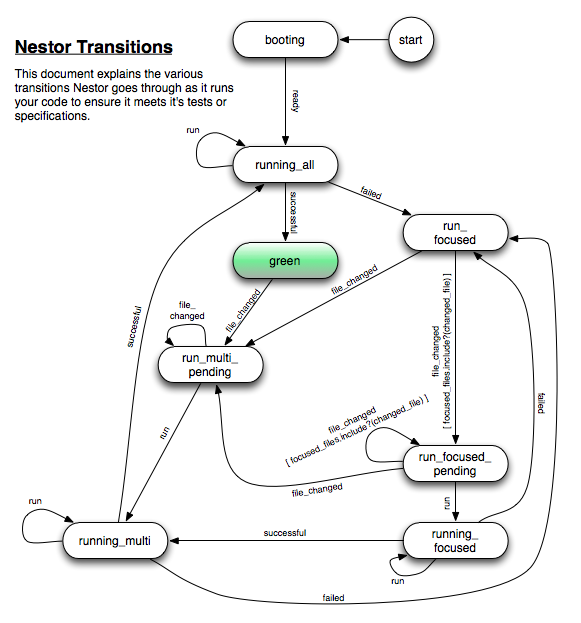 Nestor Transitions
This document explains the various
transitions Nestor goes through as it runs
your code to ensure it meets it's tests or
specifications.
booting
start
ready
run
running_all
failed
successful
run_
focused
green
file_changed
file_changed
file_changed
[ focused_files.include?(changed_file) ]
successful
file_
changed
run_multi_
pending
file_changed
[ focused_files.include?(changed_file) ]
failed
run
run_focused_
pending
file_changed
run
run
running_multi
successful
running_
focused
run
failed